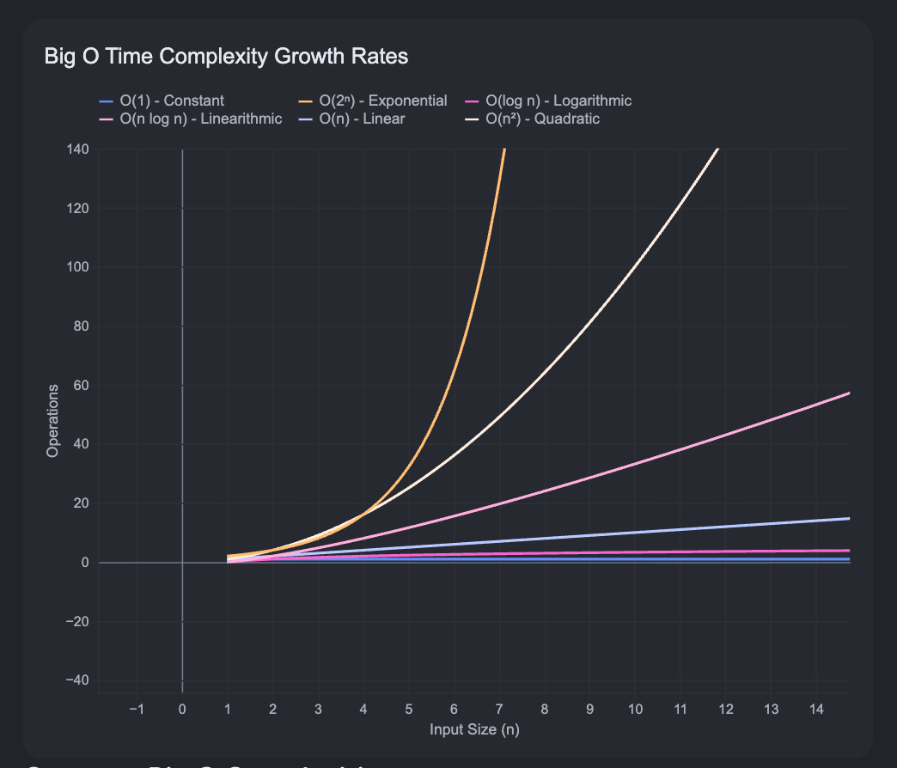 Big O Time Complexity Growth Rates
O(1) - Constant
O(2ⁿ) - Exponential
O(log n) - Logarithmic
O(n log n) - Linearithmic
O(n) - Linear
O(n²) - Quadratic
140
120
100
80
60
40
20
0
−20
−40
Operations
−1 0 1 2 3 4 5 6 7 8 9 10 11 12 13 14
Input Size (n)